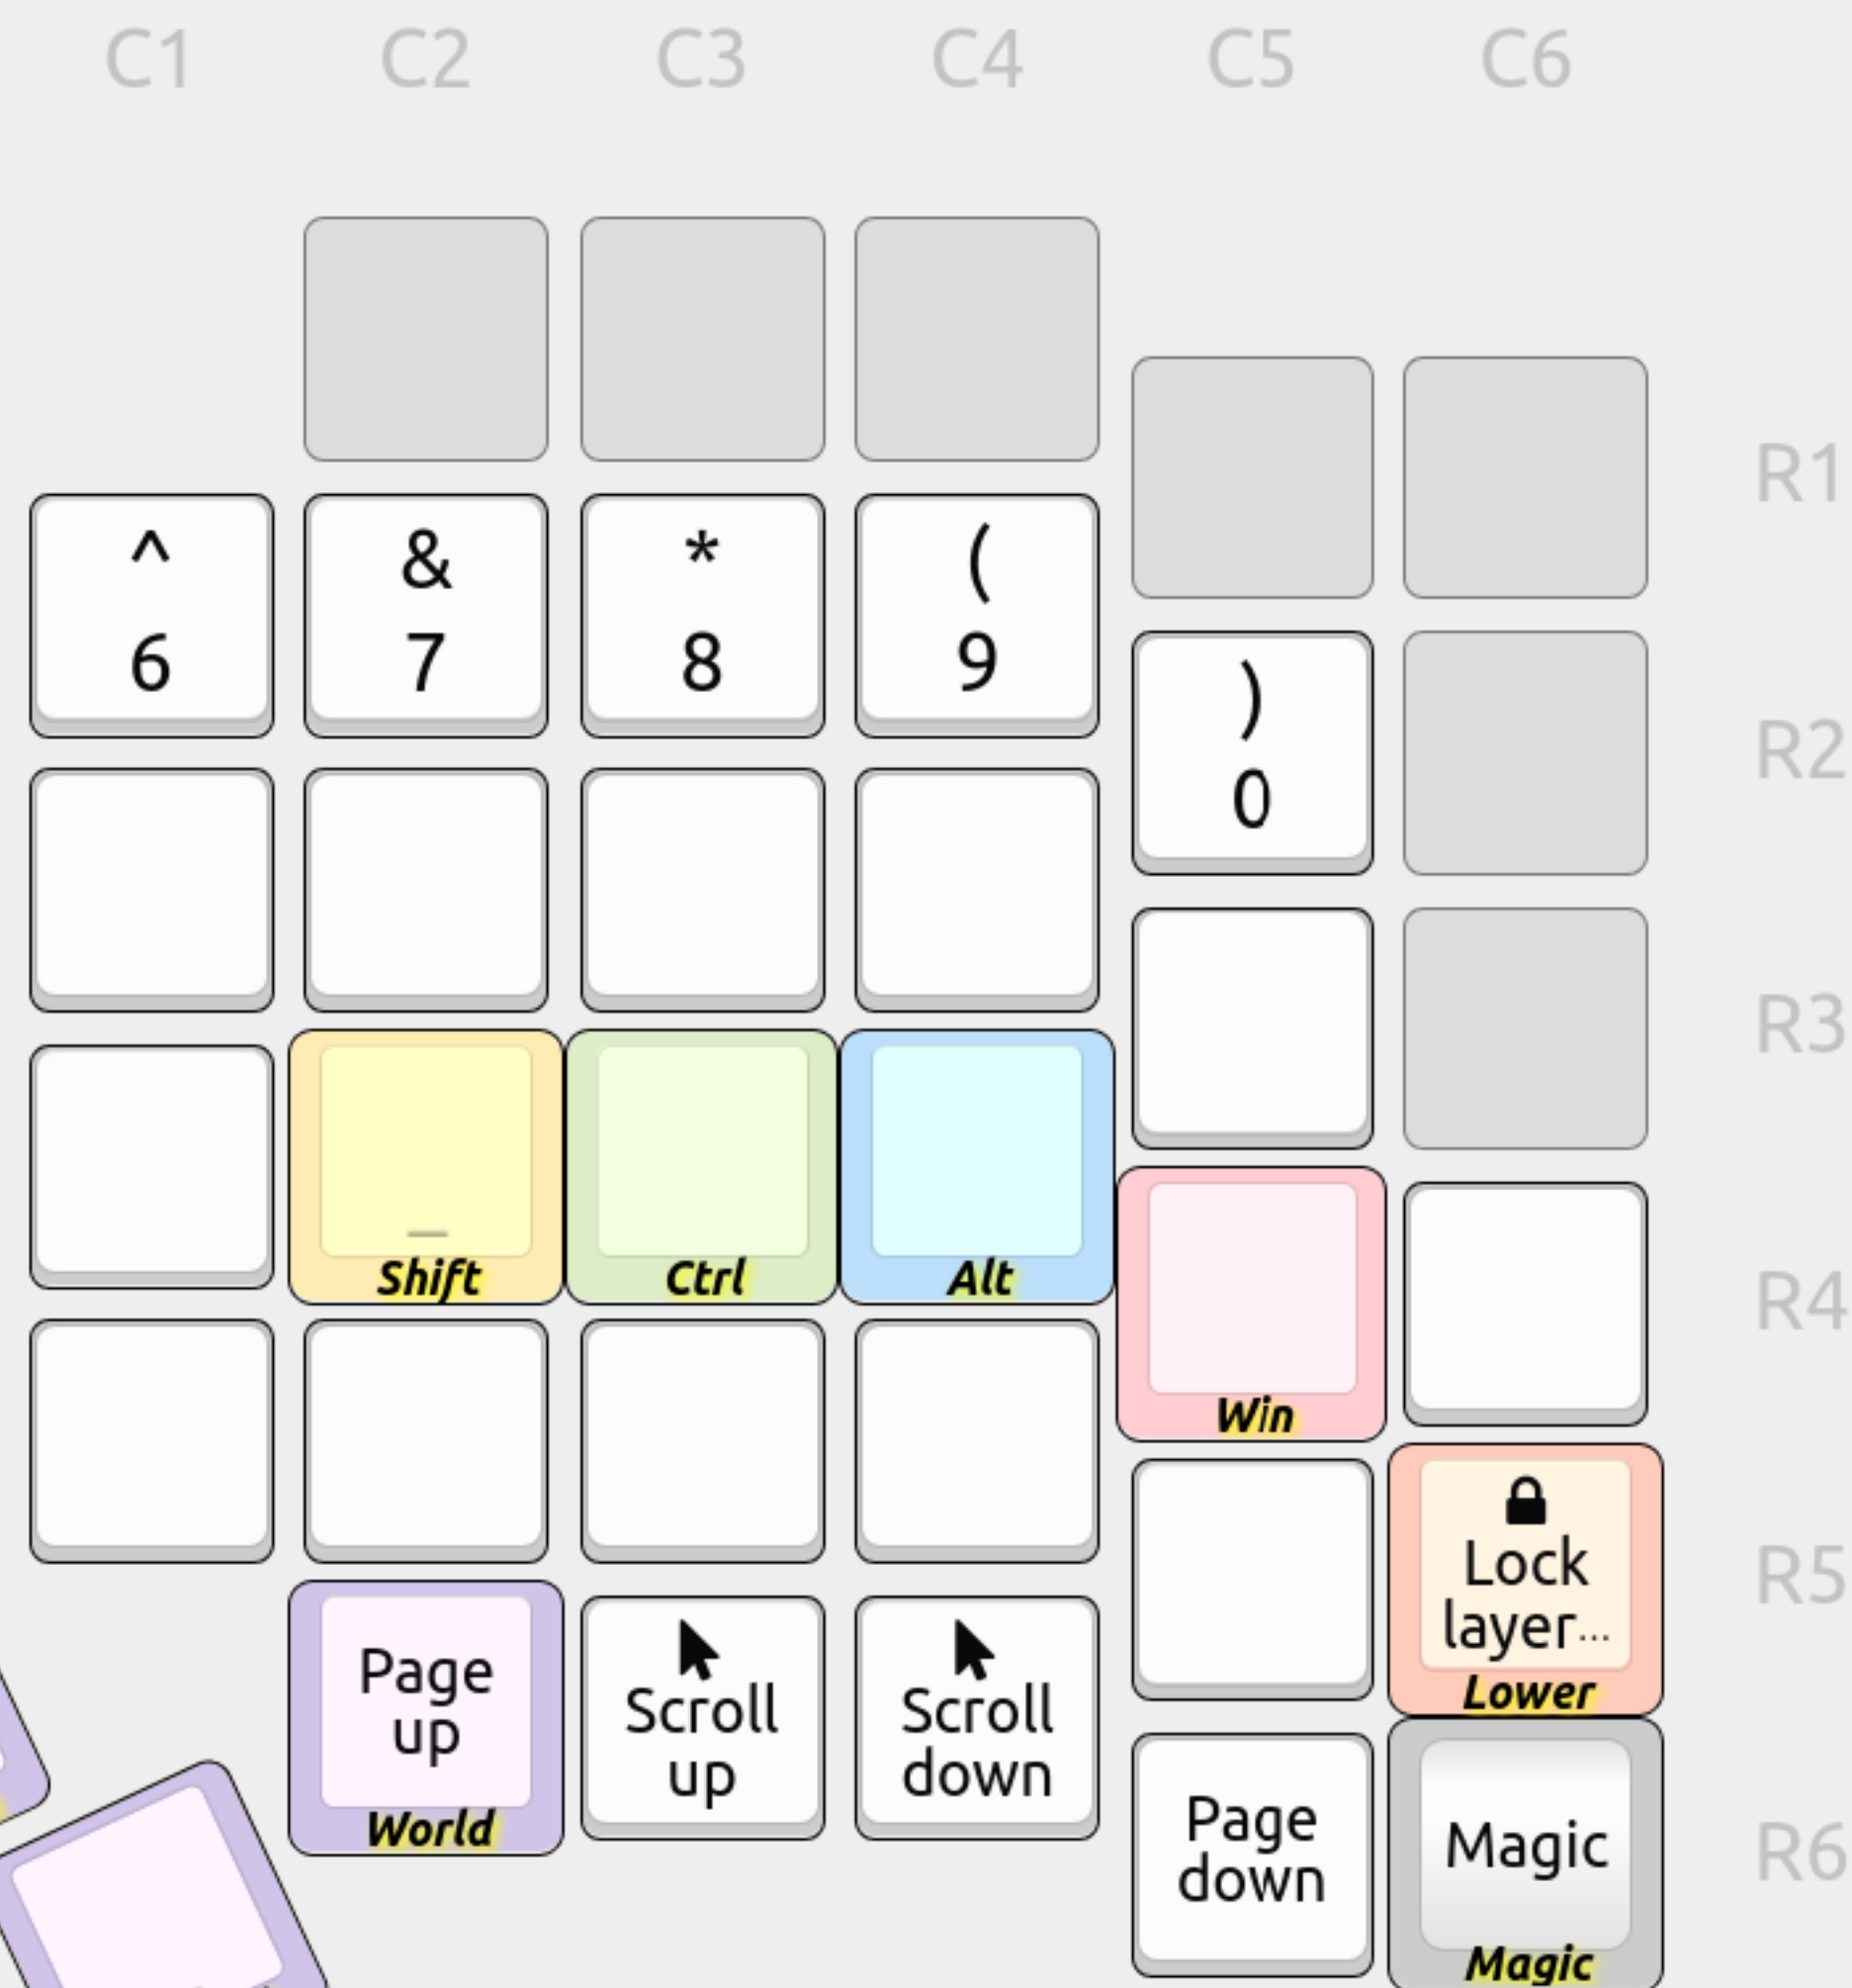 C1 C2 C3 C4 C5 C6
R1
^ & * (
6 7 8 9
)
0
R2
R3
_
Shift Ctrl Alt
Win
R4
Lock
layer...
Lower
R5
Page
up
World
Scroll
up
Scroll
down
Page
down
Magic
Magic
R6